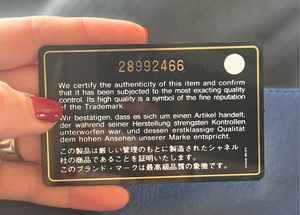 28992466
We certify the authenticity of this item and confirm
that it has been subjected to the most exacting quality
control. Its high quality is a symbol of the fine reputation
of the Trademark.
Wir bestätigen, dass es sich um einen Artikel handelt,
der während seiner Herstellung strengsten Kontrollen
unterworfen war, und dessen erstklassige Qualität
dem hohen Ansehen unserer Marke entspricht.
この製品は厳しい管理のもとに製造されたシャネル
社の商品であることを証明いたします。
このブランド・マークは最高級品質の象徴です。